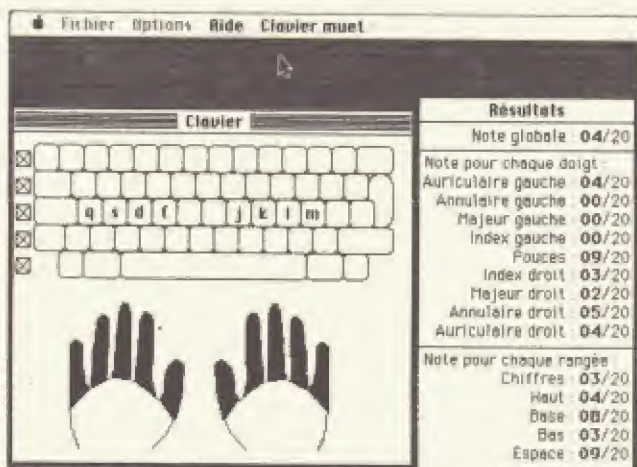 Fichier Options Aide Clavier muet
Clavier
q s d f j k l m
Résultats
Note globale : 04/20
Note pour chaque doigt :
Auriculaire gauche : 04/20
Annulaire gauche : 00/20
Majeur gauche : 00/20
Index gauche : 00/20
Pouces : 09/20
Index droit : 03/20
Majeur droit : 02/20
Annulaire droit : 05/20
Auriculaire droit : 04/20
Note pour chaque rangée :
Chiffres : 03/20
Haut : 04/20
Base : 08/20
Bas : 03/20
Espace : 09/20